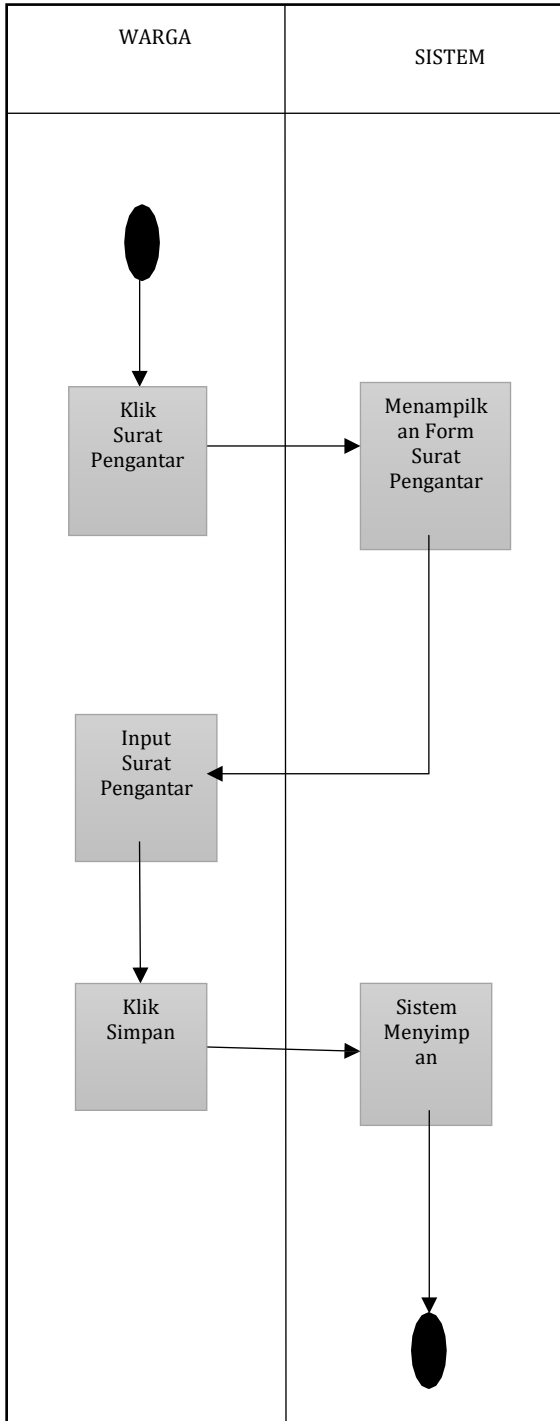 WARGA
SISTEM
Klik
Surat
Pengantar
Menampilk
an Form
Surat
Pengantar
Input
Surat
Pengantar
Klik
Simpan
Sistem
Menyimp
an